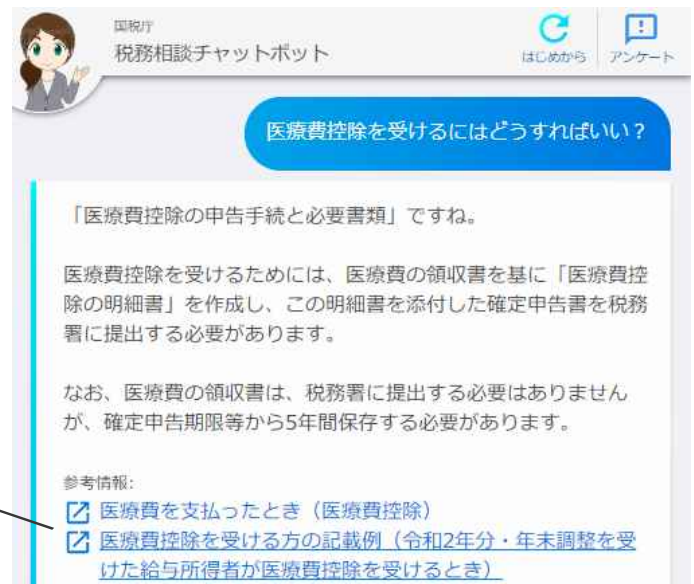 国税庁
税務相談チャットボット
はじめから
アンケート
医療費控除を受けるにはどうすればいい？
「医療費控除の申告手続と必要書類」ですね。
医療費控除を受けるためには、医療費の領収書を基に「医療費控
除の明細書」を作成し、この明細書を添付した確定申告書を税務
署に提出する必要があります。
なお、医療費の領収書は、税務署に提出する必要はありません
が、確定申告期限等から5年間保存する必要があります。
参考情報:
医療費を支払ったとき（医療費控除）
医療費控除を受ける方の記載例（令和2年分・年末調整を受
けた給与所得者が医療費控除を受けるとき）